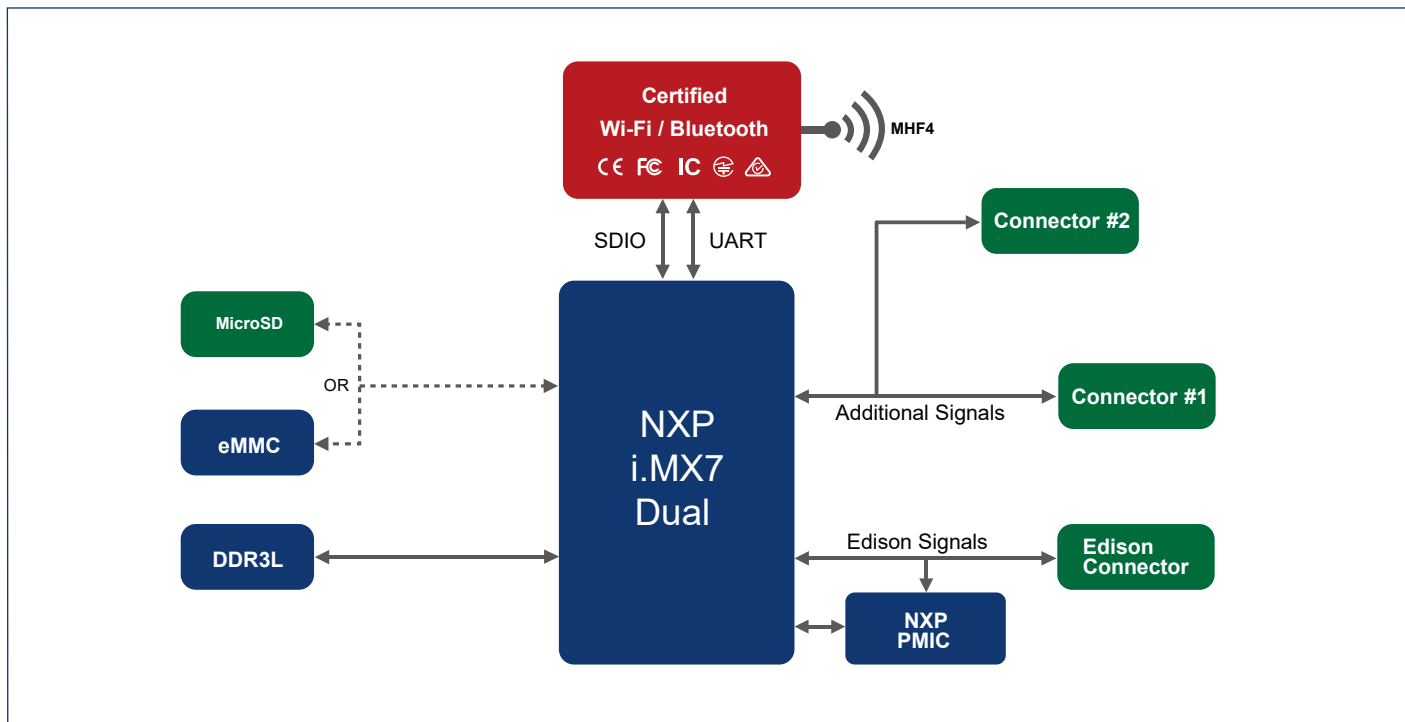 Certified
Wi-Fi / Bluetooth
CE FC IC
MHF4
SDIO
UART
Connector #2
MicroSD
OR
eMMC
NXP
i.MX7
Dual
Additional Signals
Connector #1
DDR3L
Edison Signals
Edison
Connector
NXP
PMIC